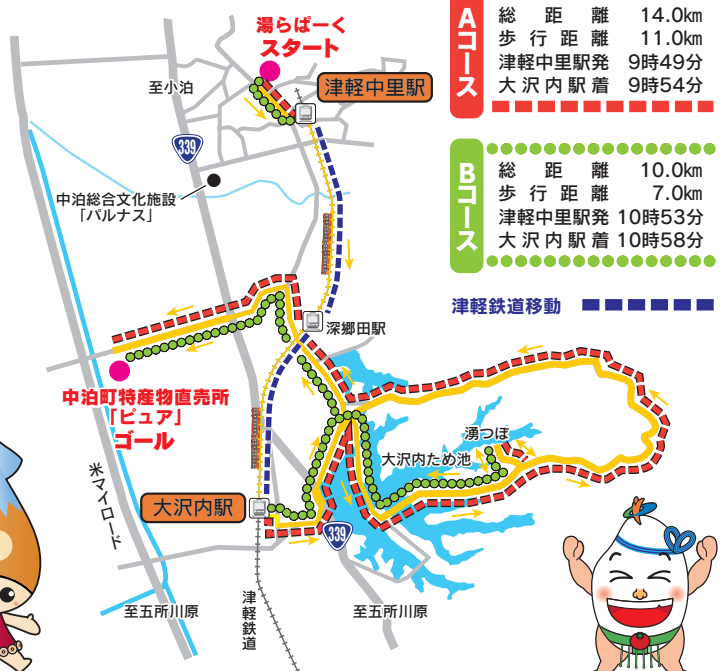 湯らぱーく
スタート
津軽中里駅
至小泊
339
中泊総合文化施設
「パルナス」
深郷田駅
中泊町特産物直売所
「ピュア」
ゴール
湧つぼ
大沢内ため池
大沢内駅
米マイロード
339
至五所川原
津軽鉄道
至五所川原
Aコース
総距離 14.0km
歩行距離 11.0km
津軽中里駅発 9時49分
大沢内駅着 9時54分
Bコース
総距離 10.0km
歩行距離 7.0km
津軽中里駅発 10時53分
大沢内駅着 10時58分
津軽鉄道移動